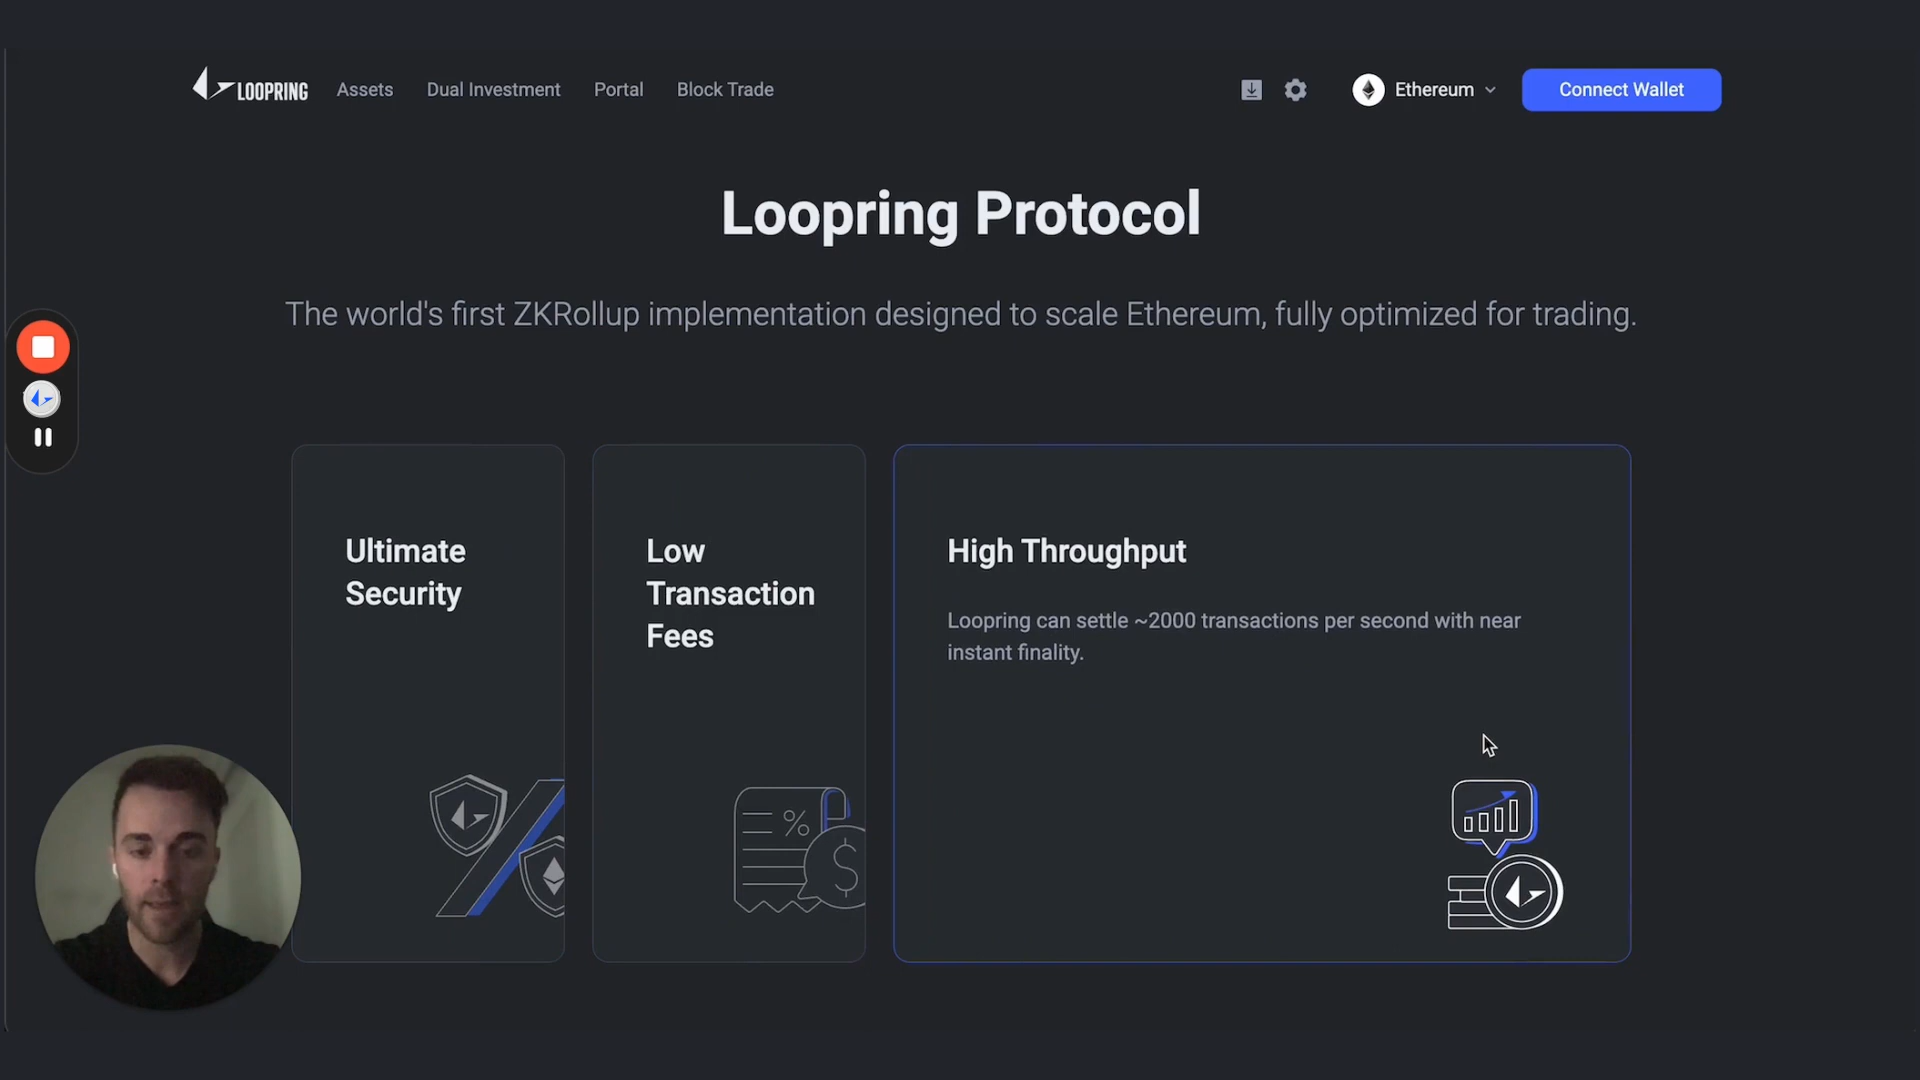 LOOPRING
Assets
Dual Investment
Portal
Block Trade
Ethereum
Connect Wallet
Loopring Protocol
The world's first ZKRollup implementation designed to scale Ethereum, fully optimized for trading.
Ultimate
Security
Low
Transaction
Fees
%
$
High Throughput
Loopring can settle ~2000 transactions per second with near
instant finality.